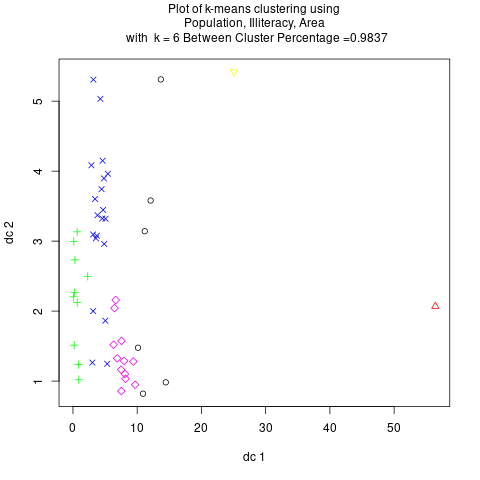 Plot of k-means clustering using
Population, Illiteracy, Area
with  k = 6 Between Cluster Percentage =0.9837
dc 2
5
4
3
2
1
0
10
20
30
40
50
dc 1